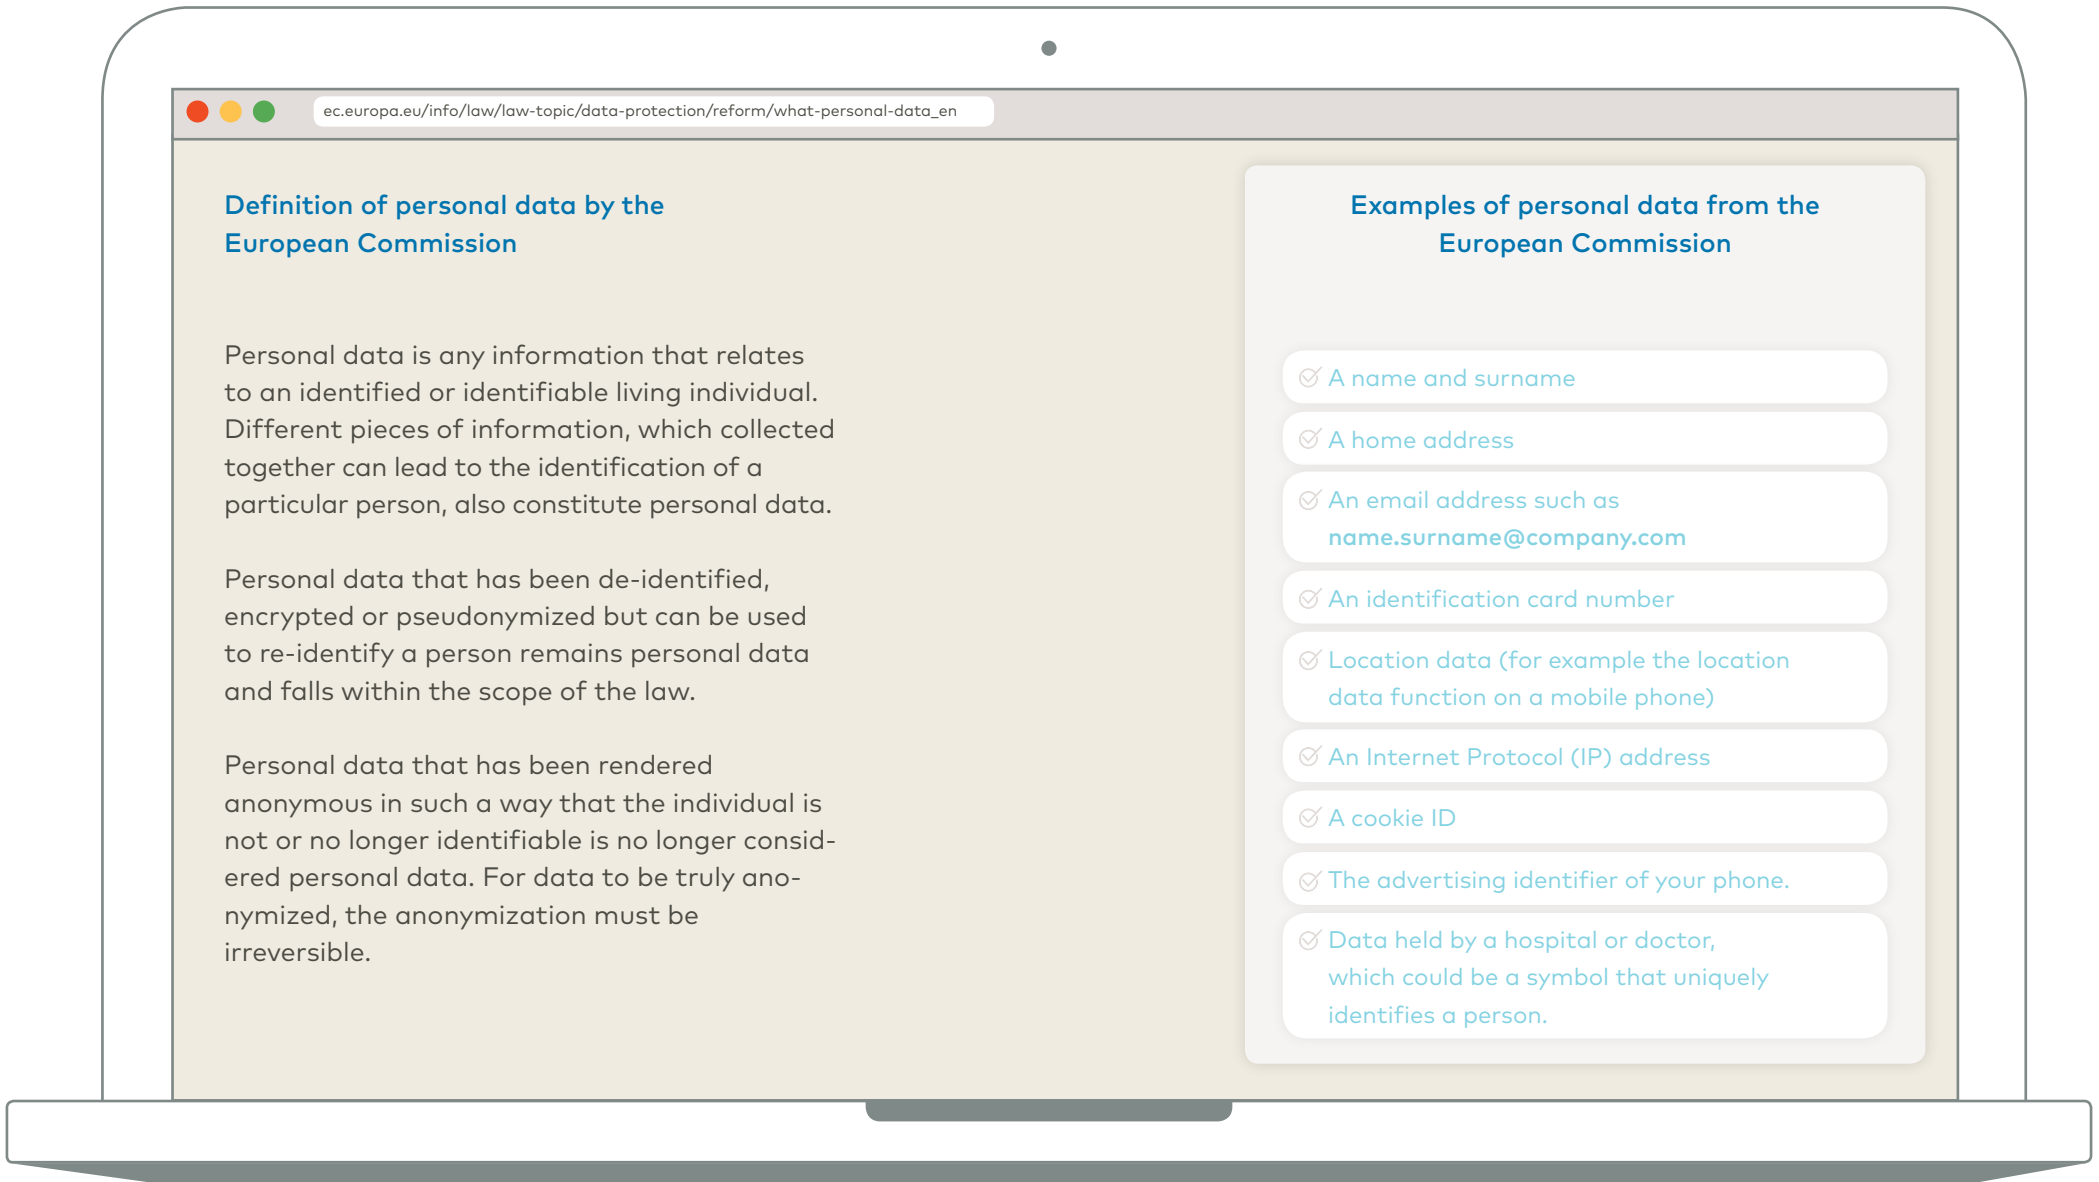 ec.europa.eu/info/law/law-topic/data-protection/reform/what-personal-data_en
Definition of personal data by the
European Commission
Personal data is any information that relates
to an identified or identifiable living individual.
Different pieces of information, which collected
together can lead to the identification of a
particular person, also constitute personal data.
Personal data that has been de-identified,
encrypted or pseudonymized but can be used
to re-identify a person remains personal data
and falls within the scope of the law.
Personal data that has been rendered
anonymous in such a way that the individual is
not or no longer identifiable is no longer consid-
ered personal data. For data to be truly ano-
nymized, the anonymization must be
irreversible.
Examples of personal data from the
European Commission
A name and surname
A home address
An email address such as
name.surname@company.com
An identification card number
Location data (for example the location
data function on a mobile phone)
An Internet Protocol (IP) address
A cookie ID
The advertising identifier of your phone.
Data held by a hospital or doctor,
which could be a symbol that uniquely
identifies a person.